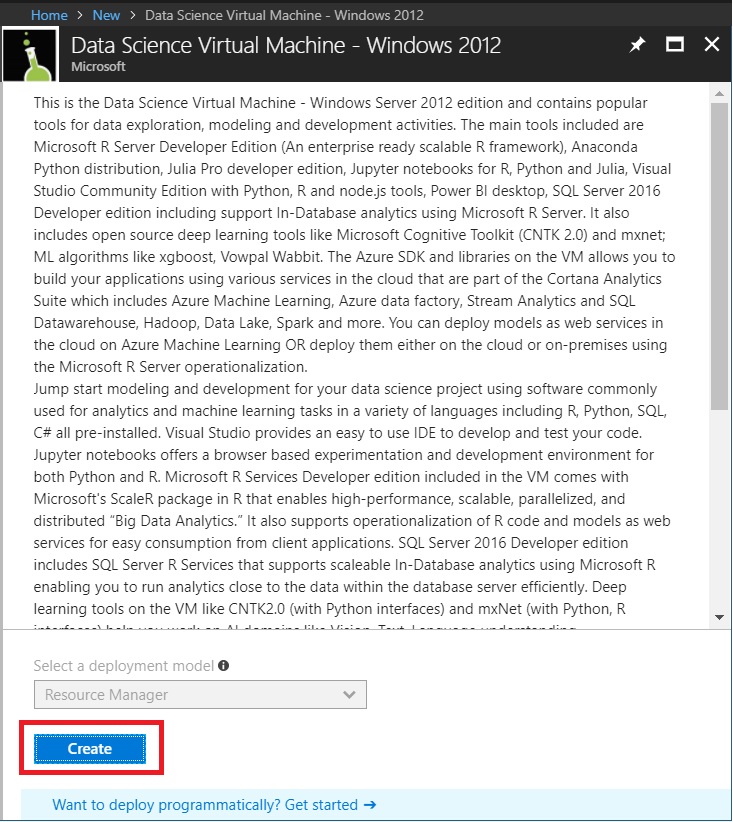 Home > New > Data Science Virtual Machine - Windows 2012
Data Science Virtual Machine - Windows 2012
Microsoft
This is the Data Science Virtual Machine - Windows Server 2012 edition and contains popular
tools for data exploration, modeling and development activities. The main tools included are
Microsoft R Server Developer Edition (An enterprise ready scalable R framework), Anaconda
Python distribution, Julia Pro developer edition, Jupyter notebooks for R, Python and Julia, Visual
Studio Community Edition with Python, R and node.js tools, Power BI desktop, SQL Server 2016
Developer edition including support In-Database analytics using Microsoft R Server. It also
includes open source deep learning tools like Microsoft Cognitive Toolkit (CNTK 2.0) and mxnet;
ML algorithms like xgboost, Vowpal Wabbit. The Azure SDK and libraries on the VM allows you to
build your applications using various services in the cloud that are part of the Cortana Analytics
Suite which includes Azure Machine Learning, Azure data factory, Stream Analytics and SQL
Datawarehouse, Hadoop, Data Lake, Spark and more. You can deploy models as web services in
the cloud on Azure Machine Learning OR deploy them either on the cloud or on-premises using
the Microsoft R Server operationalization.
Jump start modeling and development for your data science project using software commonly
used for analytics and machine learning tasks in a variety of languages including R, Python, SQL,
C# all pre-installed. Visual Studio provides an easy to use IDE to develop and test your code.
Jupyter notebooks offers a browser based experimentation and development environment for
both Python and R. Microsoft R Services Developer edition included in the VM comes with
Microsoft's ScaleR package in R that enables high-performance, scalable, parallelized, and
distributed “Big Data Analytics.” It also supports operationalization of R code and models as web
services for easy consumption from client applications. SQL Server 2016 Developer edition
includes SQL Server R Services that supports scaleable In-Database analytics using Microsoft R
enabling you to run analytics close to the data within the database server efficiently. Deep
learning tools on the VM like CNTK2.0 (with Python interfaces) and mxNet (with Python, R
interfaces) help you work on AI domains like Vision, Text, Language understanding.
Select a deployment model
Resource Manager
Create
Want to deploy programmatically? Get started →